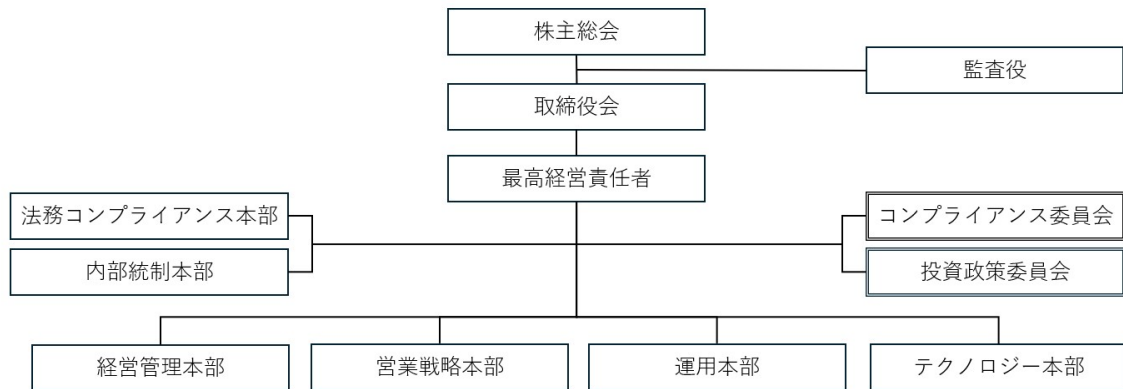 株主総会
監査役
取締役会
最高経営責任者
法務コンプライアンス本部
コンプライアンス委員会
内部統制本部
投資政策委員会
経営管理本部
営業戦略本部
運用本部
テクノロジー本部